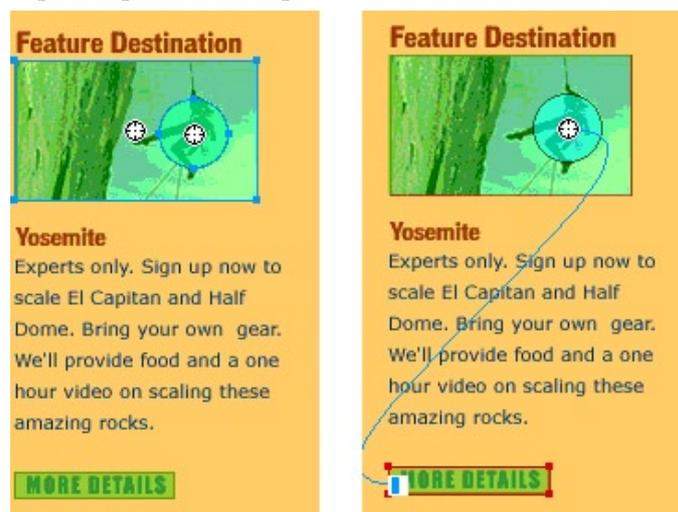 Feature Destination
Yosemite
Experts only. Sign up now to
scale El Capitan and Half
Dome. Bring your own gear.
We'll provide food and a one
hour video on scaling these
amazing rocks.
MORE DETAILS
Feature Destination
Yosemite
Experts only. Sign up now to
scale El Capitan and Half
Dome. Bring your own gear.
We'll provide food and a one
hour video on scaling these
amazing rocks.
MORE DETAILS